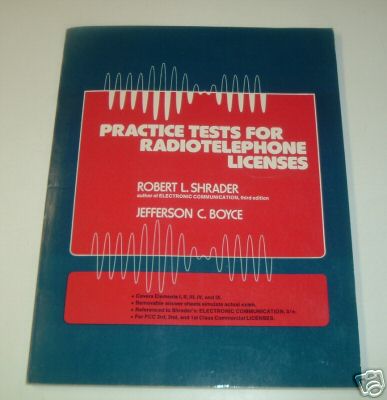 PRACTICE TESTS FOR
RADIOTELEPHONE
LICENSES
ROBERT L. SHRADER
author of ELECTRONIC COMMUNICATION, third edition
JEFFERSON C. BOYCE
• Covers Elements I, II, III, IV, and IX.
• Removable answer sheets simulate actual exam.
• Referenced to Shrader's: ELECTRONIC COMMUNICATION, 3/e.
• For FCC 3rd, 2nd, and 1st Class Commercial LICENSES.